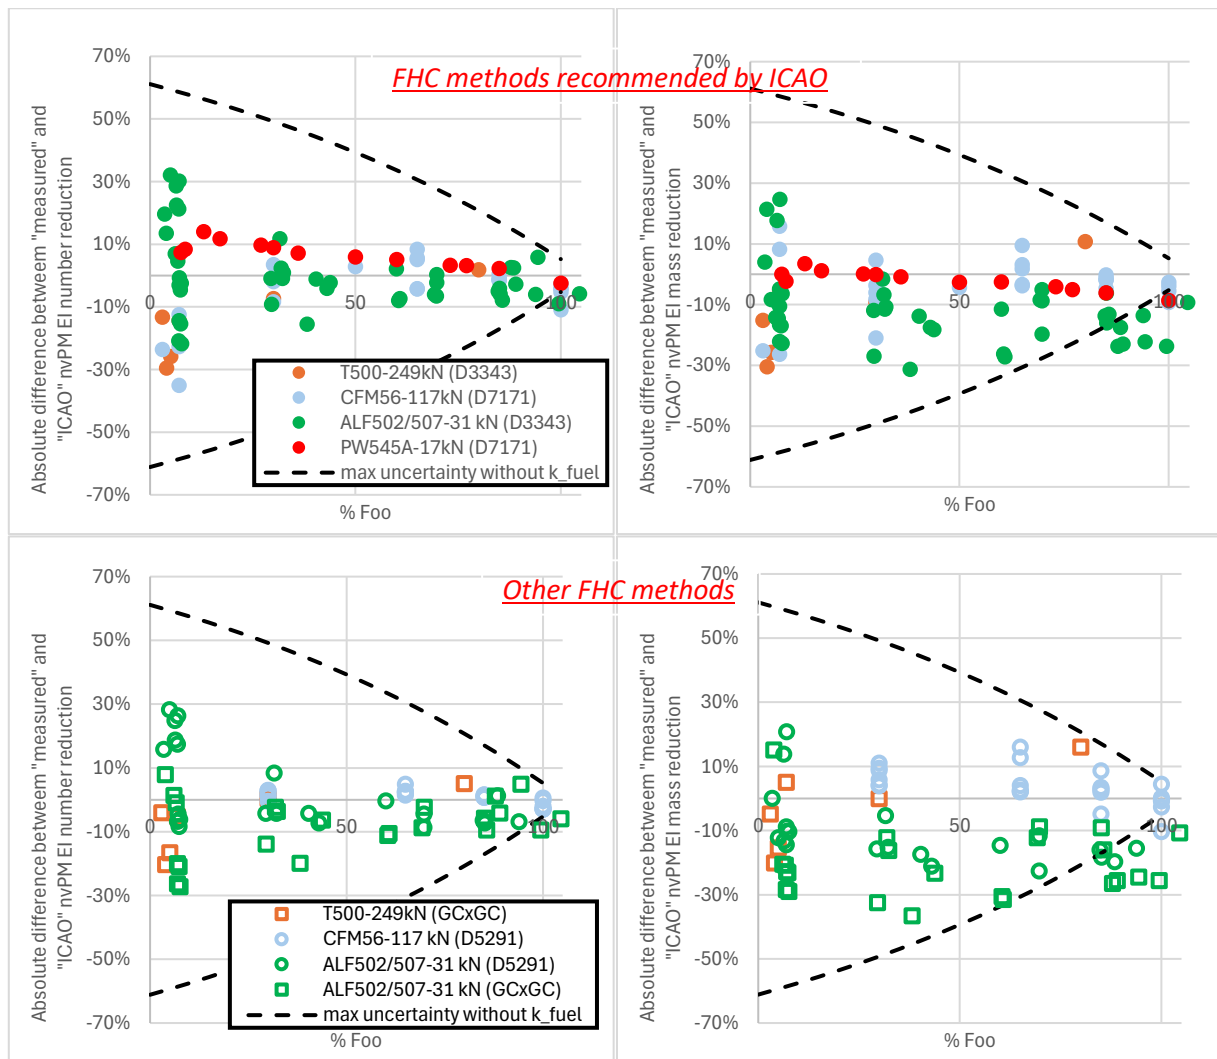 FHC methods recommended by ICAO
Absolute difference betweem "measured" and
"ICAO" nvPM EI number reduction
70%
50%
30%
10%
-10%
-30%
-50%
-70%
0
50
100
% Foo
T500-249kN (D3343)
CFM56-117kN (D7171)
ALF502/507-31 kN (D3343)
PW545A-17kN (D7171)
max uncertainty without k_fuel
Absolute difference between "measured" and
"ICAO" nvPM EI mass reduction
70%
50%
30%
10%
-10%
-30%
-50%
-70%
0
50
100
% Foo
Other FHC methods
Absolute difference between "measured" and
"ICAO" nvPM EI number reduction
70%
50%
30%
10%
-10%
-30%
-50%
-70%
0
50
100
% Foo
T500-249kN (GCxGC)
CFM56-117 kN (D5291)
ALF502/507-31 kN (D5291)
ALF502/507-31 kN (GCxGC)
max uncertainty without k_fuel
Absolute difference between "measured" and
"ICAO" nvPM EI mass reduction
70%
50%
30%
10%
-10%
-30%
-50%
-70%
0
50
100
% Foo